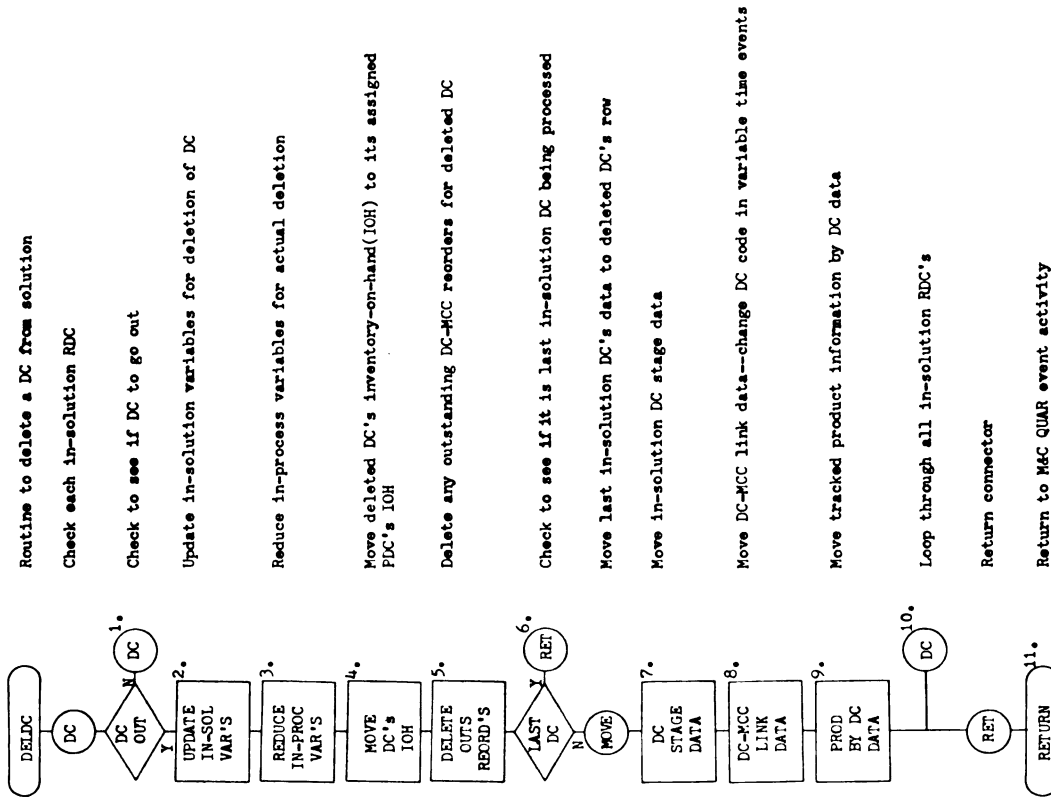 DELDC
Routine to delete a DC from solution
DC
Check each in-solution RDC
DC
OUT
N
1.
DC
Check to see if DC to go out
Y
2.
UPDATE
IN-SOL
VAR'S
Update in-solution variables for deletion of DC
3.
REDUCE
IN-PROC
VAR'S
Reduce in-process variables for actual deletion
4.
MOVE
DC's
IOH
Move deleted DC's inventory-on-hand(IOH) to its assigned
PDC's IOH
5.
DELETE
OUTS
RECORD'S
Delete any outstanding DC-MCC reorders for deleted DC
LAST
DC
Y
6.
RET
Check to see if it is last in-solution DC being processed
N
MOVE
Move last in-solution DC's data to deleted DC's row
7.
DC
STAGE
DATA
Move in-solution DC stage data
8.
DC-MCC
LINK
DATA
Move DC-MCC link data--change DC code in variable time events
9.
PROD
BY DC
DATA
Move tracked product information by DC data
10.
DC
Loop through all in-solution RDC's
RET
Return connector
11.
RETURN
Return to M&C QUAR event activity